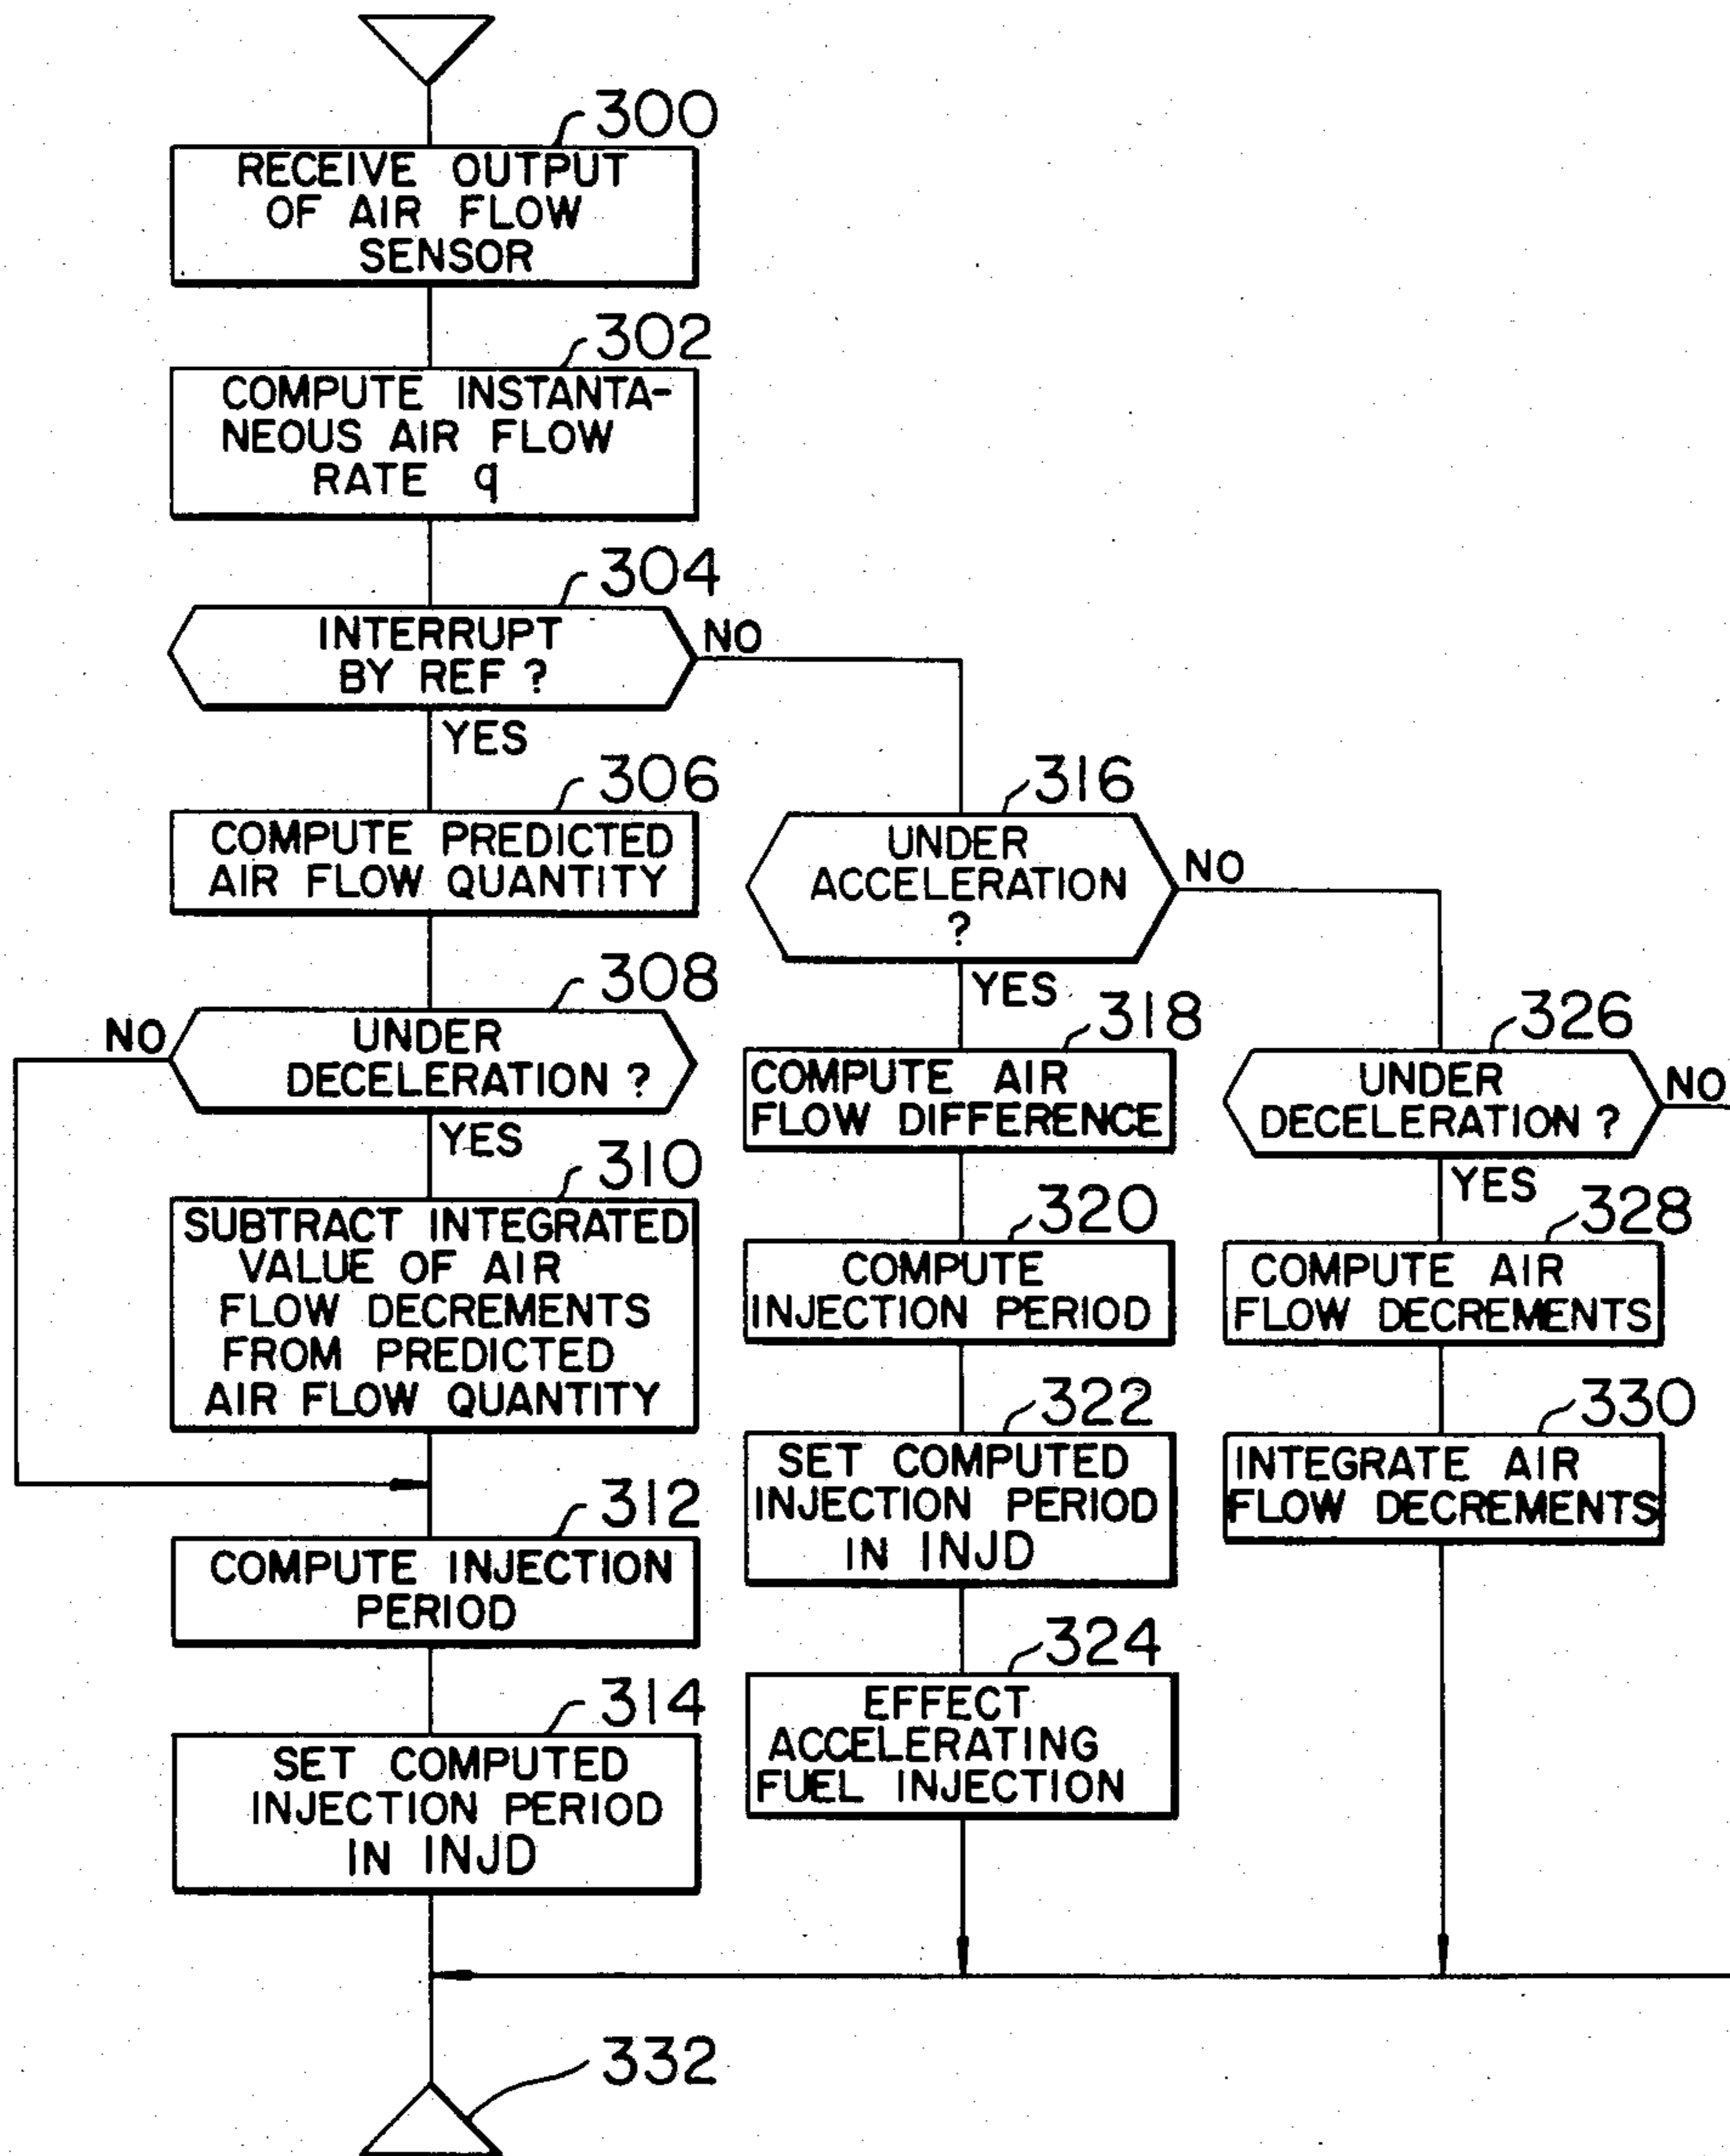 300
RECEIVE OUTPUT
OF AIR FLOW
SENSOR
302
COMPUTE INSTANTA-
NEOUS AIR FLOW
RATE q
304
INTERRUPT
BY REF ?
NO
YES
306
COMPUTE PREDICTED
AIR FLOW QUANTITY
308
UNDER
DECELERATION ?
NO
YES
310
SUBTRACT INTEGRATED
VALUE OF AIR
FLOW DECREMENTS
FROM PREDICTED
AIR FLOW QUANTITY
312
COMPUTE INJECTION
PERIOD
314
SET COMPUTED
INJECTION PERIOD
IN INJD
316
UNDER
ACCELERATION
?
NO
YES
318
COMPUTE AIR
FLOW DIFFERENCE
320
COMPUTE
INJECTION PERIOD
322
SET COMPUTED
INJECTION PERIOD
IN INJD
324
EFFECT
ACCELERATING
FUEL INJECTION
326
UNDER
DECELERATION ?
NO
YES
328
COMPUTE AIR
FLOW DECREMENTS
330
INTEGRATE AIR
FLOW DECREMENTS
332